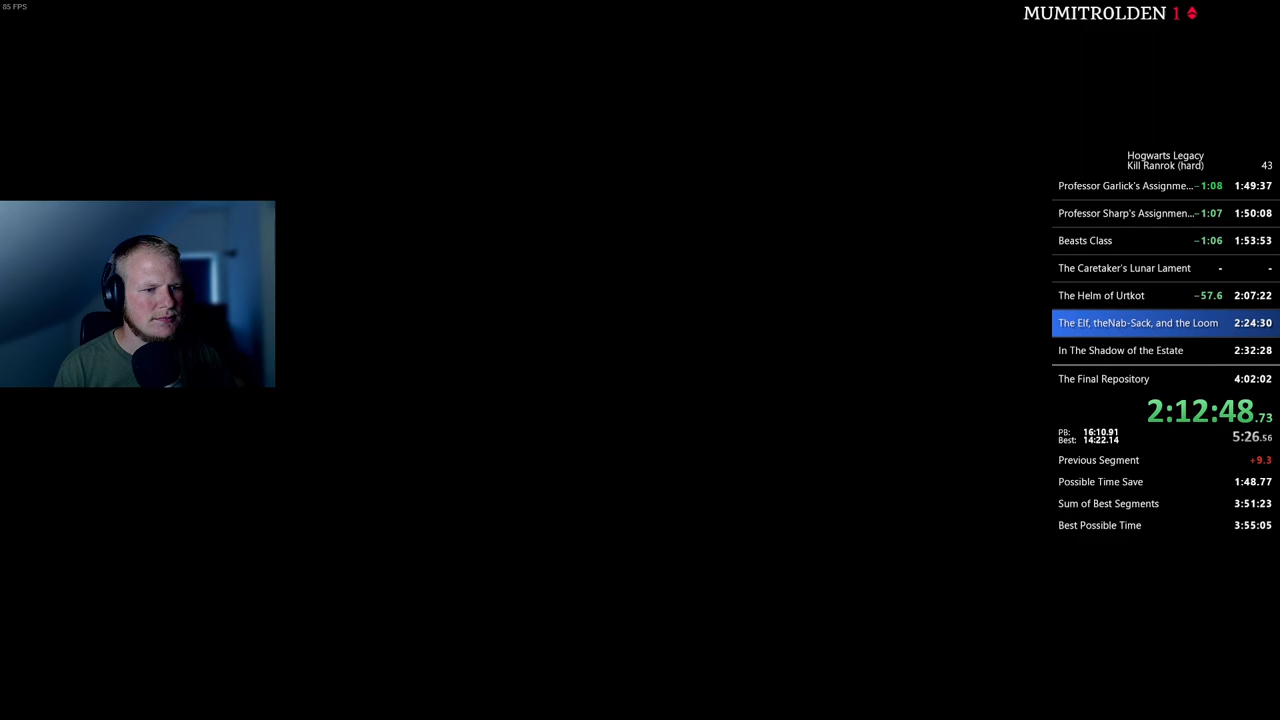 85 FPS
MUMITR0LDEN 1
Hogwarts Legacy
Kill Ranrok (hard) 43
Professor Garlick's Assignme... −1:08 1:49:37
Professor Sharp's Assignmen... −1:07 1:50:08
Beasts Class −1:06 1:53:53
The Caretaker's Lunar Lament - -
The Helm of Urtkot −57.6 2:07:22
The Elf, theNab-Sack, and the Loom 2:24:30
In The Shadow of the Estate 2:32:28
The Final Repository 4:02:02
2:12:48.73
PB: 16:10.91 5:26.56
Best: 14:22.14
Previous Segment +9.3
Possible Time Save 1:48.77
Sum of Best Segments 3:51:23
Best Possible Time 3:55:05